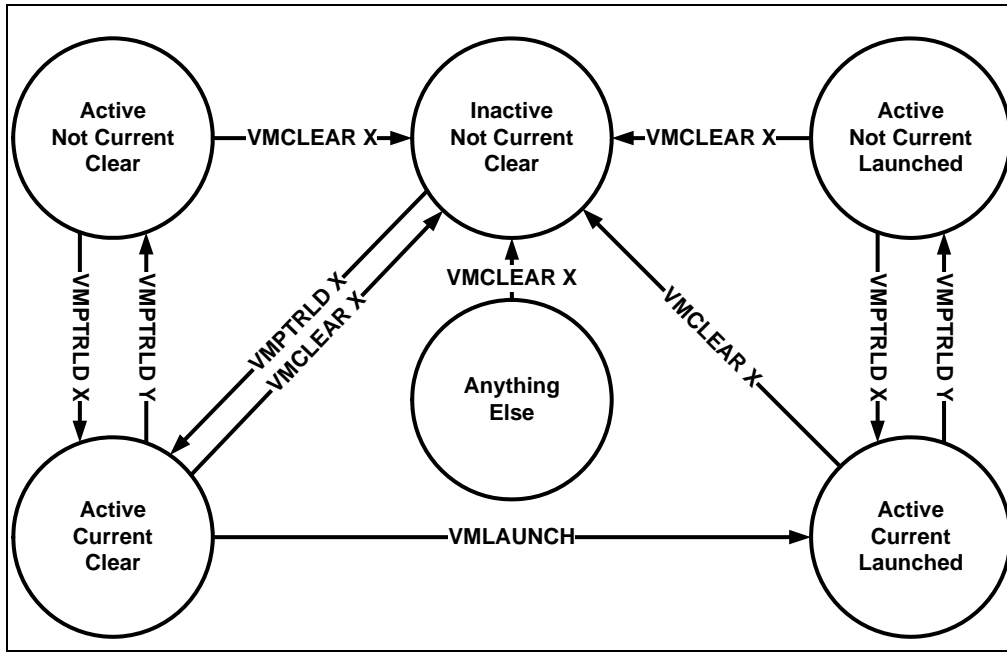 Active
Not Current
Clear
VMCLEAR X
Inactive
Not Current
Clear
VMCLEAR X
Active
Not Current
Launched
VMPTRLD X
VMPTRLD Y
VMPTRLD X
VMCLEAR X
VMCLEAR X
Anything
Else
VMCLEAR X
VMPTRLD X
VMPTRLD Y
Active
Current
Clear
VMLAUNCH
Active
Current
Launched